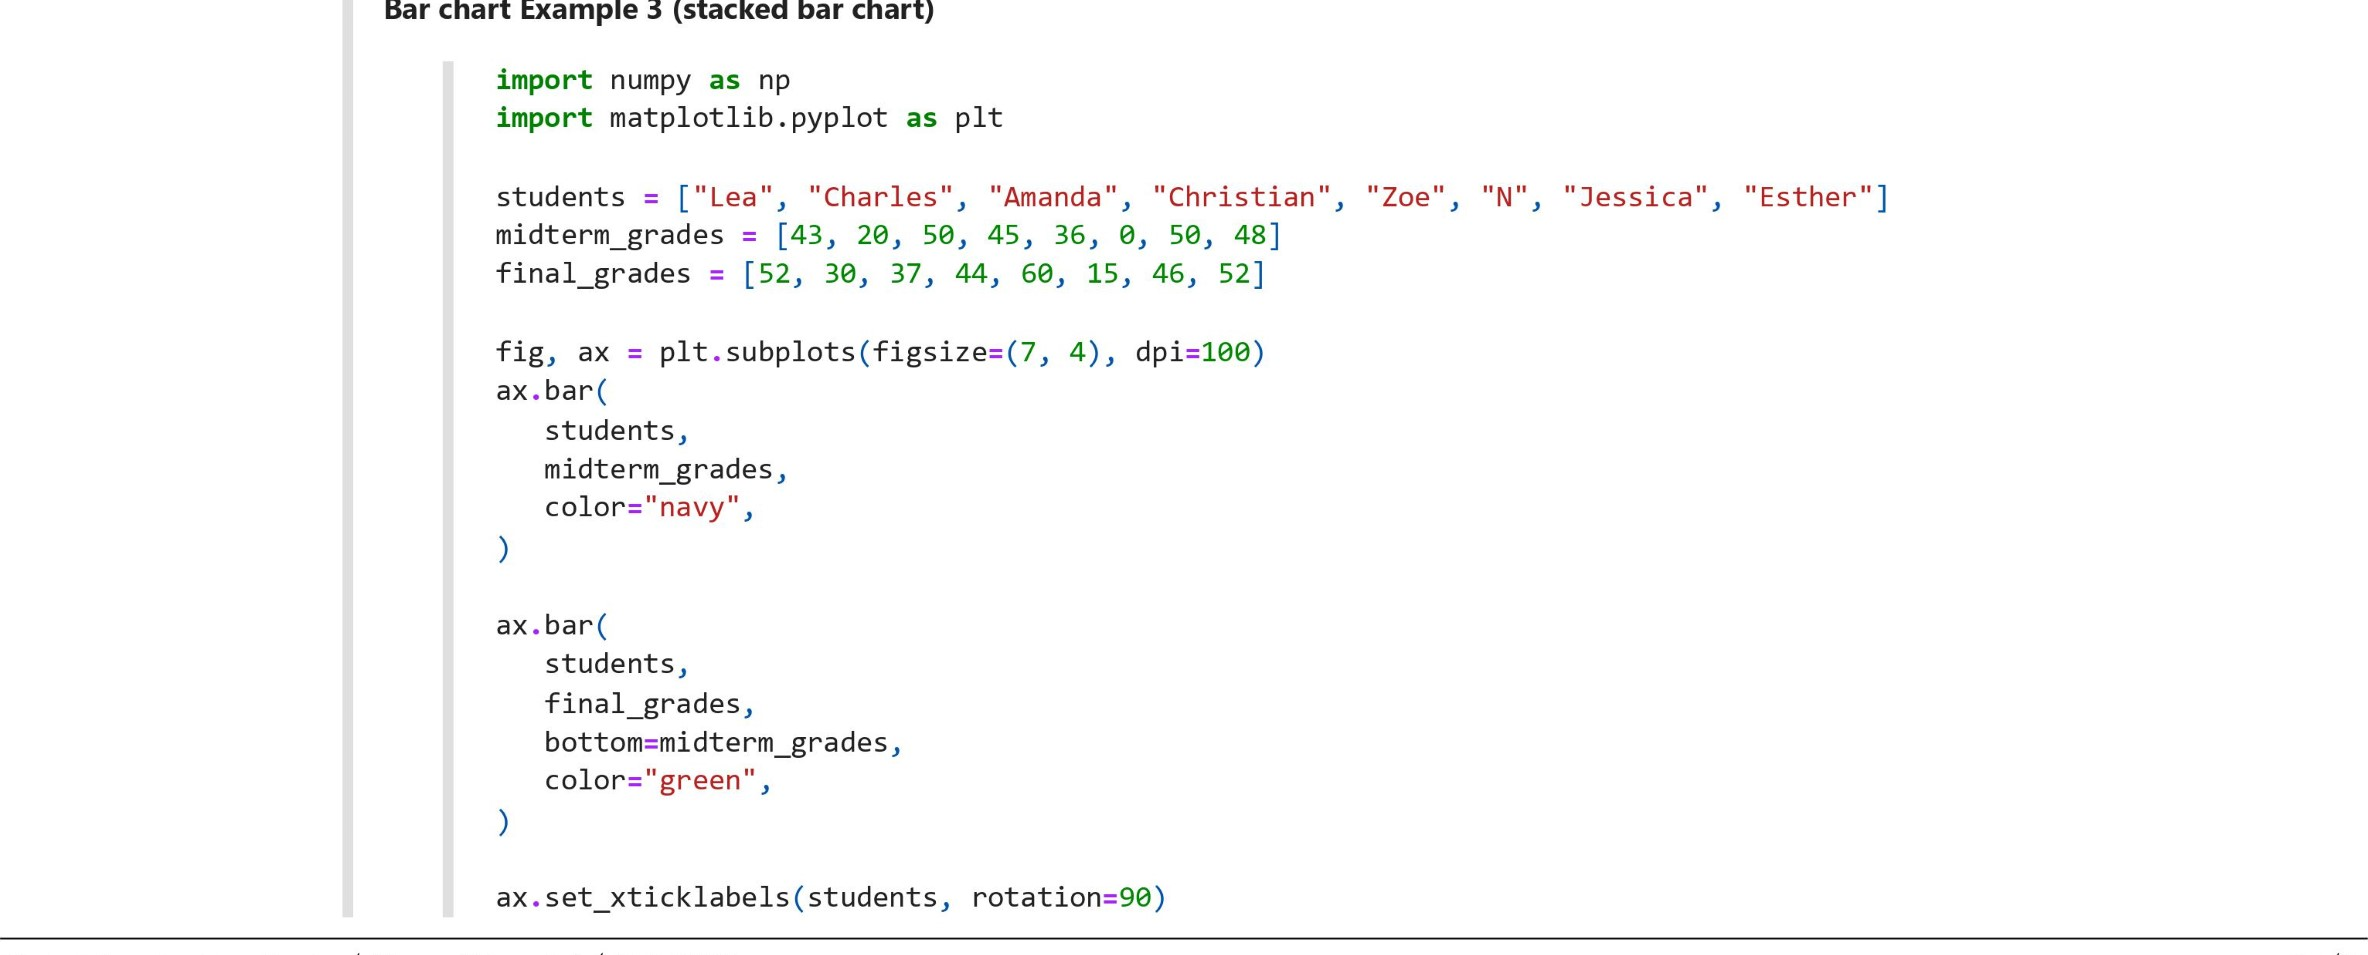 Bar chart Example 3 (stacked bar chart)
import numpy as np
import matplotlib.pyplot as plt
students = ["Lea", "Charles", "Amanda", "Christian", "Zoe", "N", "Jessica", "Esther"]
midterm_grades = [43, 20, 50, 45, 36, 0, 50, 48]
final_grades = [52, 30, 37, 44, 60, 15, 46, 52]
fig, ax = plt.subplots(figsize=(7, 4), dpi=100)
ax.bar(
students,
midterm_grades,
color="navy",
)
ax.bar(
students,
final_grades,
bottom=midterm_grades,
color="green",
)
ax.set_xticklabels(students, rotation=90)